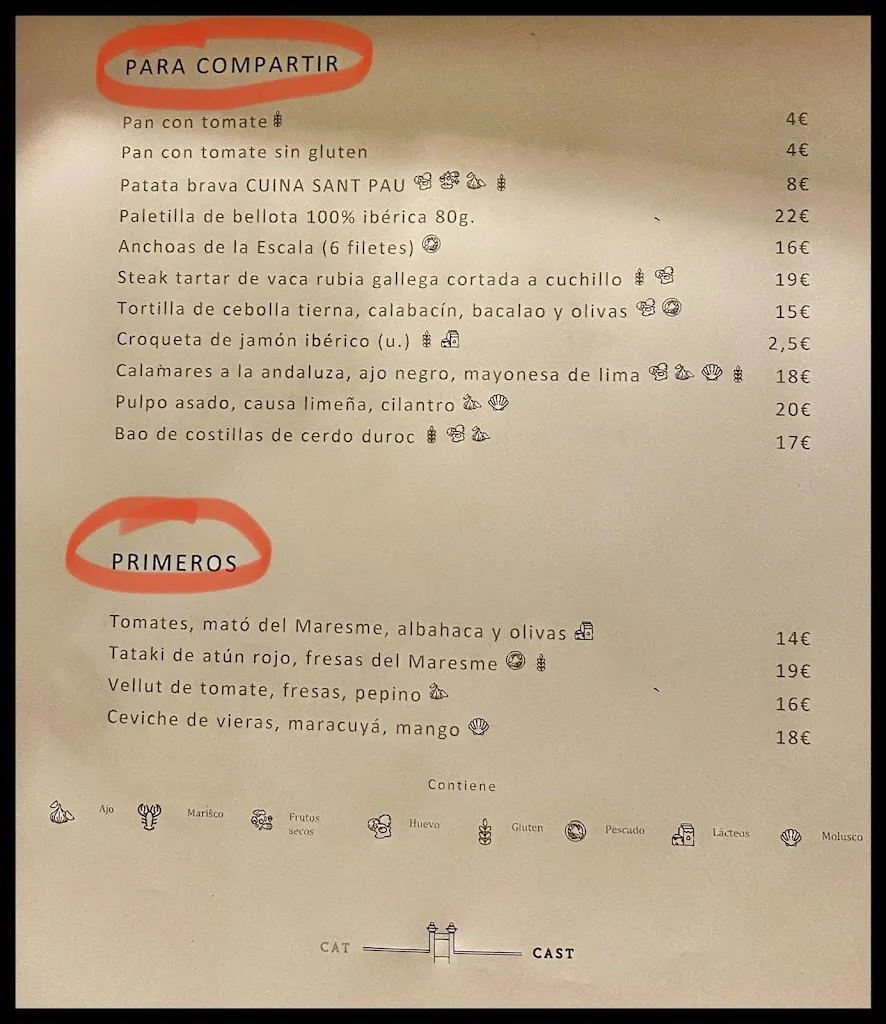 PARA COMPARTIR
Pan con tomate 4€
Pan con tomate sin gluten 4€
Patata brava CUINA SANT PAU 8€
Paletilla de bellota 100% ibérica 80g. 22€
Anchoas de la Escala (6 filetes) 16€
Steak tartar de vaca rubia gallega cortada a cuchillo 19€
Tortilla de cebolla tierna, calabacín, bacalao y olivas 15€
Croqueta de jamón ibérico (u.) 2,5€
Calamares a la andaluza, ajo negro, mayonesa de lima 18€
Pulpo asado, causa limeña, cilantro 20€
Bao de costillas de cerdo duroc 17€
PRIMEROS
Tomates, mató del Maresme, albahaca y olivas 14€
Tataki de atún rojo, fresas del Maresme 19€
Vellut de tomate, fresas, pepino 16€
Ceviche de vieras, maracuyá, mango 18€
Contiene
Ajo Marisco Frutos secos Huevo Gluten Pescado Lácteos Molusco
CAT CAST